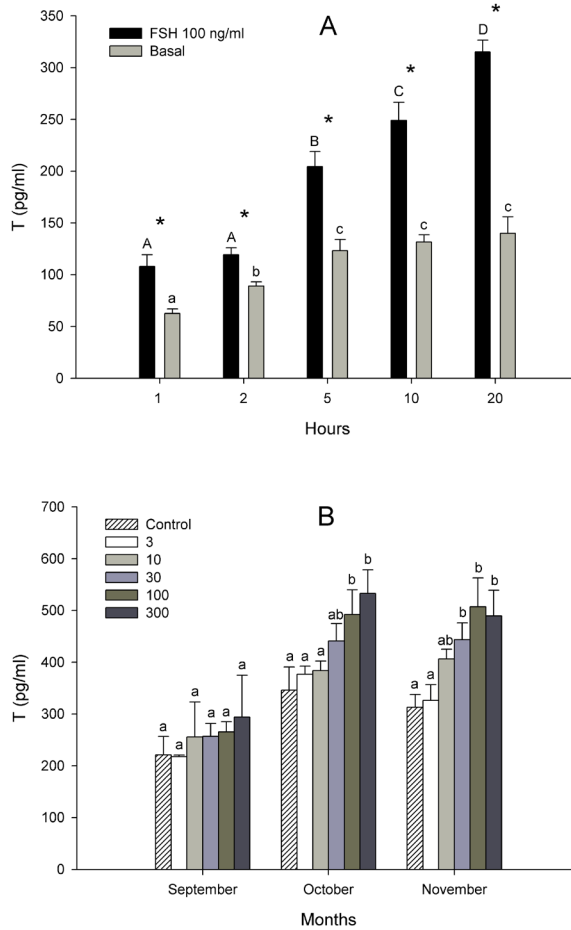 A
FSH 100 ng/ml
Basal
T (pg/ml)
350
300
250
200
150
100
50
0
A
*
a
A
*
b
B
*
c
C
*
c
D
*
c
1 2 5 10 20
Hours
B
Control
3
10
30
100
300
T (pg/ml)
700
600
500
400
300
200
100
0
a a a a a a
a a a ab b b
a a ab b b b
September October November
Months